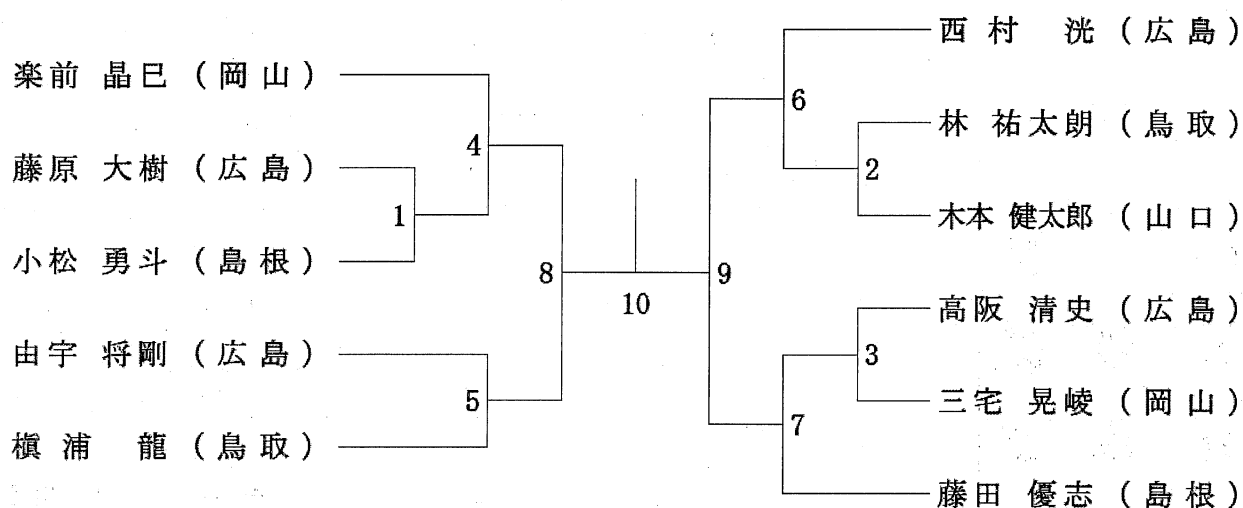 楽前 晶巳 (岡山)
藤原 大樹 (広島)
小松 勇斗 (島根)
由宇 将剛 (広島)
槇浦 龍 (鳥取)
1
4
5
8
10
9
6
2
3
7
西村 洸 (広島)
林 祐太朗 (鳥取)
木本 健太郎 (山口)
高阪 清史 (広島)
三宅 晃崚 (岡山)
藤田 優志 (島根)